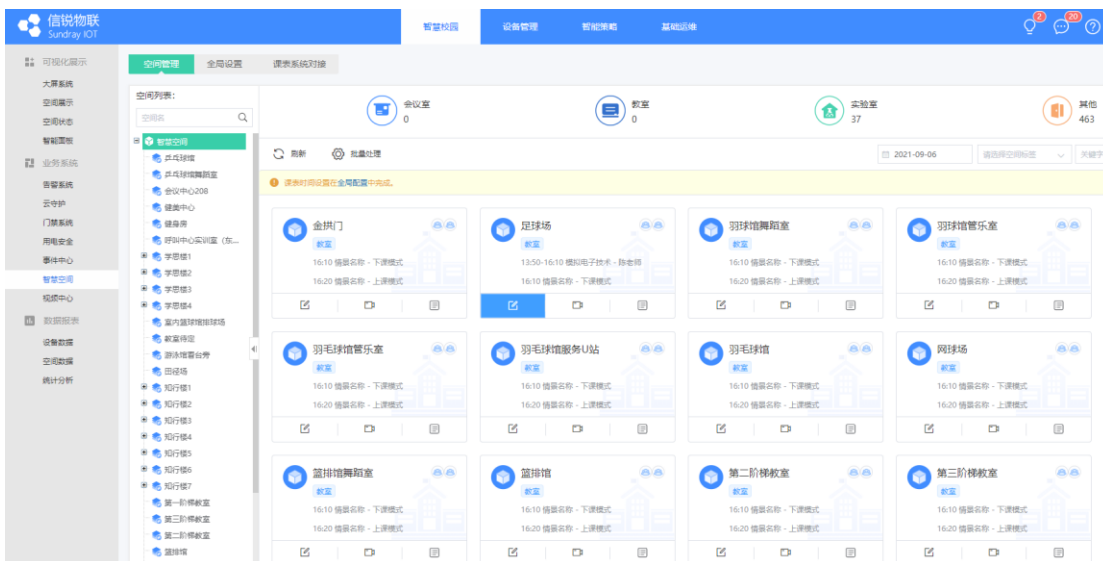 信锐物联
Sundray IOT
智慧校园
设备管理
智能策略
基础运维
2
20
可视化展示
大屏系统
空间展示
空间状态
智能面板
业务系统
告警系统
云守护
门禁系统
用电安全
事件中心
智慧空间
视频中心
数据报表
设备数据
空间数据
统计分析
空间管理
全局设置
课表系统对接
空间列表:
空间名
智慧空间
乒乓球馆
乒乓球馆舞蹈室
会议中心208
健美中心
健身房
呼叫中心实训室（东...
学思楼1
学思楼2
学思楼3
学思楼4
室内篮球馆排球场
教室待定
游泳馆看台旁
田径场
知行楼1
知行楼2
知行楼3
知行楼4
知行楼5
知行楼6
知行楼7
第一阶梯教室
第三阶梯教室
第二阶梯教室
篮排馆
会议室
0
教室
0
实验室
37
其他
463
刷新
批量处理
2021-09-06
请选择空间标签
关键字
课表时间设置在全局配置中完成。
金拱门
教室
16:10 情景名称 - 下课模式
16:20 情景名称 - 上课模式
足球场
教室
13:50-16:10 模拟电子技术 - 陈老师
16:10 情景名称 - 下课模式
羽球馆舞蹈室
教室
16:10 情景名称 - 下课模式
16:20 情景名称 - 上课模式
羽球馆管乐室
教室
16:10 情景名称 - 下课模式
16:20 情景名称 - 上课模式
羽毛球馆管乐室
教室
16:10 情景名称 - 下课模式
16:20 情景名称 - 上课模式
羽毛球馆服务U站
教室
16:10 情景名称 - 下课模式
16:20 情景名称 - 上课模式
羽毛球馆
教室
16:10 情景名称 - 下课模式
16:20 情景名称 - 上课模式
网球场
教室
16:10 情景名称 - 下课模式
16:20 情景名称 - 上课模式
篮排馆舞蹈室
教室
16:10 情景名称 - 下课模式
16:20 情景名称 - 上课模式
篮排馆
教室
16:10 情景名称 - 下课模式
16:20 情景名称 - 上课模式
第二阶梯教室
教室
16:10 情景名称 - 下课模式
16:20 情景名称 - 上课模式
第三阶梯教室
教室
16:10 情景名称 - 下课模式
16:20 情景名称 - 上课模式